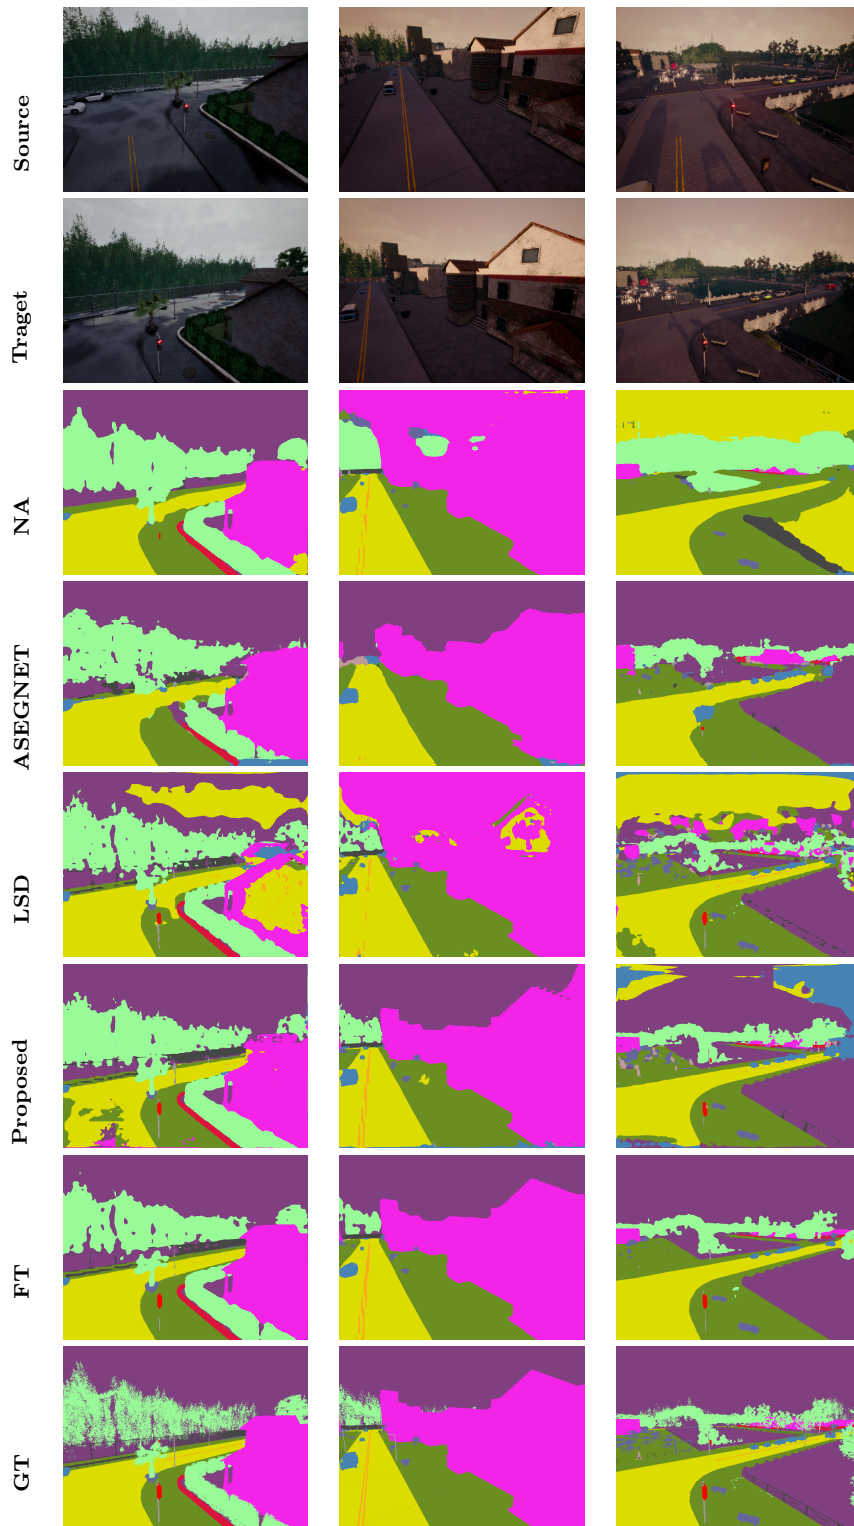 Source
Traget
NA
ASEGNET
LSD
Proposed
FT
GT